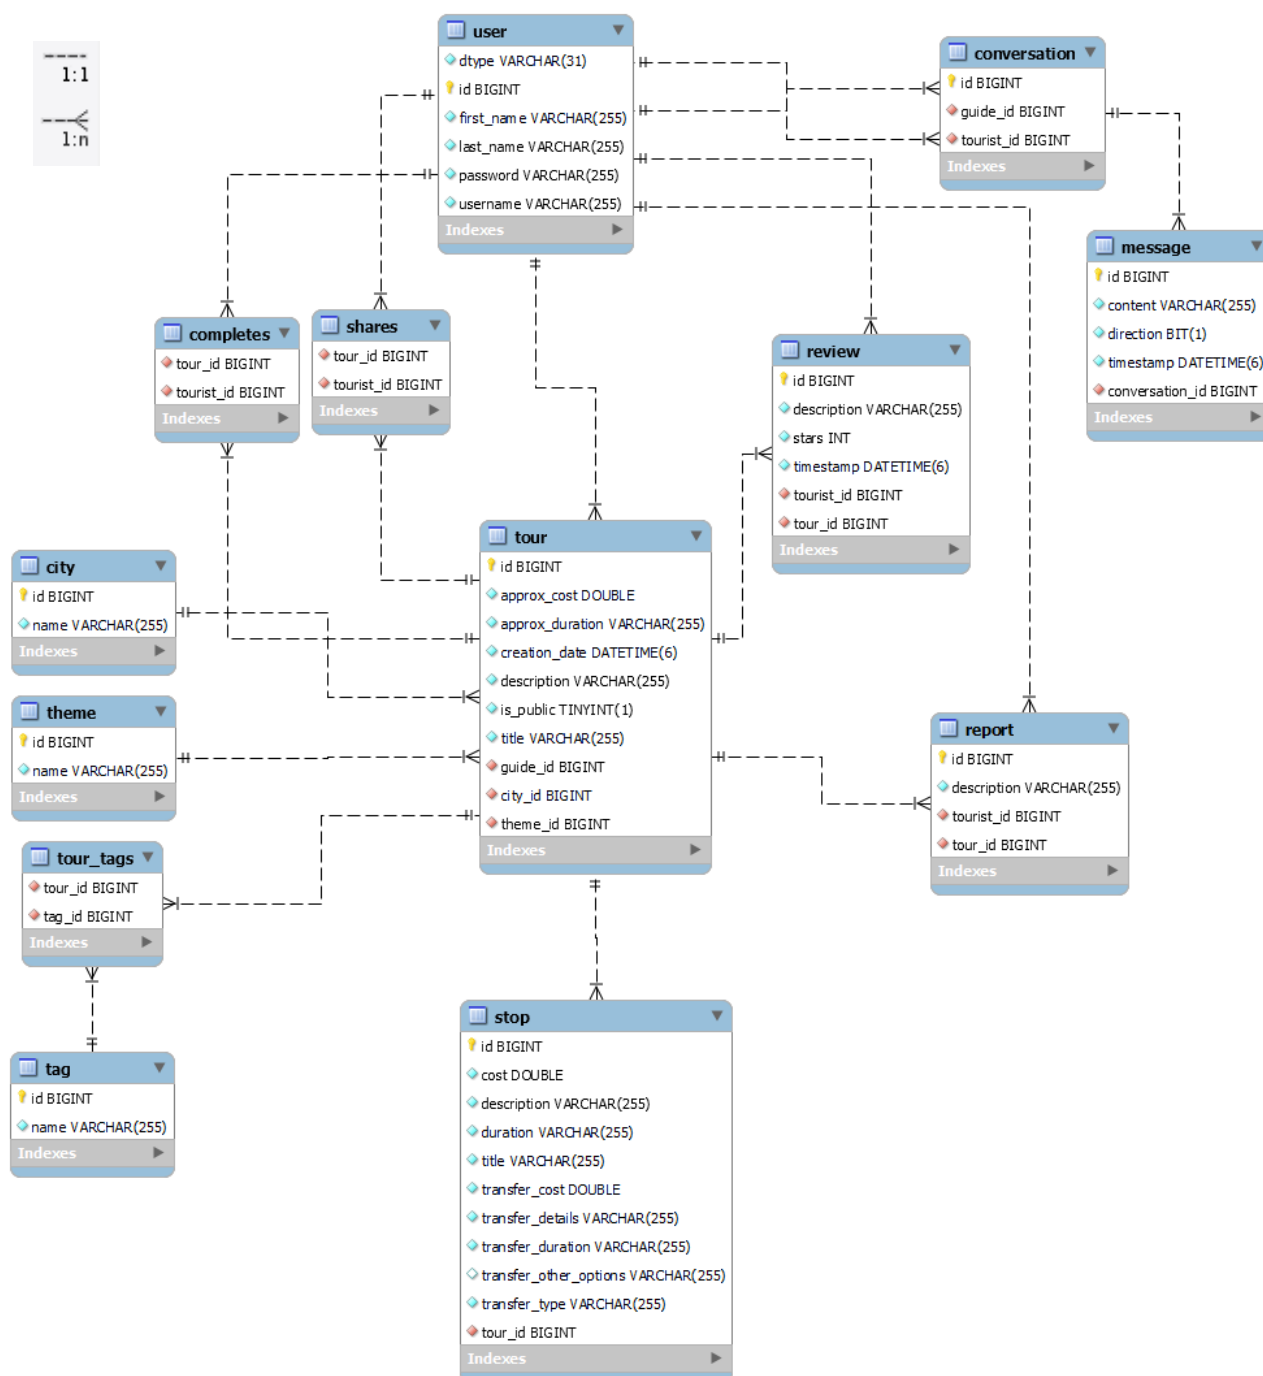 1:1
1:n
user
dtype VARCHAR(31)
id BIGINT
first_name VARCHAR(255)
last_name VARCHAR(255)
password VARCHAR(255)
username VARCHAR(255)
Indexes
conversation
id BIGINT
guide_id BIGINT
tourist_id BIGINT
Indexes
message
id BIGINT
content VARCHAR(255)
direction BIT(1)
timestamp DATETIME(6)
conversation_id BIGINT
Indexes
completes
tour_id BIGINT
tourist_id BIGINT
Indexes
shares
tour_id BIGINT
tourist_id BIGINT
Indexes
review
id BIGINT
description VARCHAR(255)
stars INT
timestamp DATETIME(6)
tourist_id BIGINT
tour_id BIGINT
Indexes
city
id BIGINT
name VARCHAR(255)
Indexes
tour
id BIGINT
approx_cost DOUBLE
approx_duration VARCHAR(255)
creation_date DATETIME(6)
description VARCHAR(255)
is_public TINYINT(1)
title VARCHAR(255)
guide_id BIGINT
city_id BIGINT
theme_id BIGINT
Indexes
theme
id BIGINT
name VARCHAR(255)
Indexes
report
id BIGINT
description VARCHAR(255)
tourist_id BIGINT
tour_id BIGINT
Indexes
tour_tags
tour_id BIGINT
tag_id BIGINT
Indexes
tag
id BIGINT
name VARCHAR(255)
Indexes
stop
id BIGINT
cost DOUBLE
description VARCHAR(255)
duration VARCHAR(255)
title VARCHAR(255)
transfer_cost DOUBLE
transfer_details VARCHAR(255)
transfer_duration VARCHAR(255)
transfer_other_options VARCHAR(255)
transfer_type VARCHAR(255)
tour_id BIGINT
Indexes